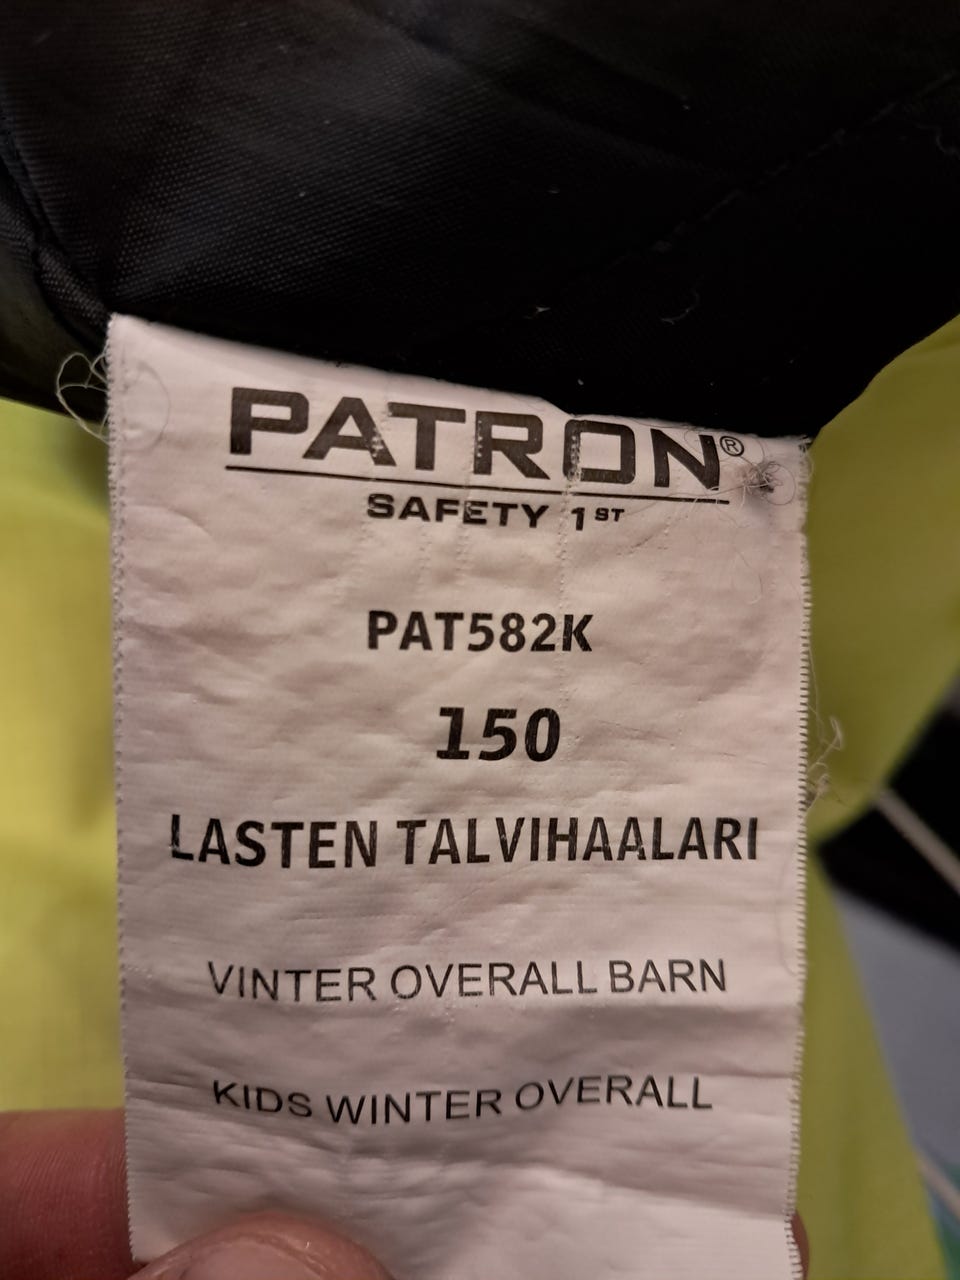 PATRON®
SAFETY 1ST
PAT582K
150
LASTEN TALVIHAALARI
VINTER OVERALL BARN
KIDS WINTER OVERALL